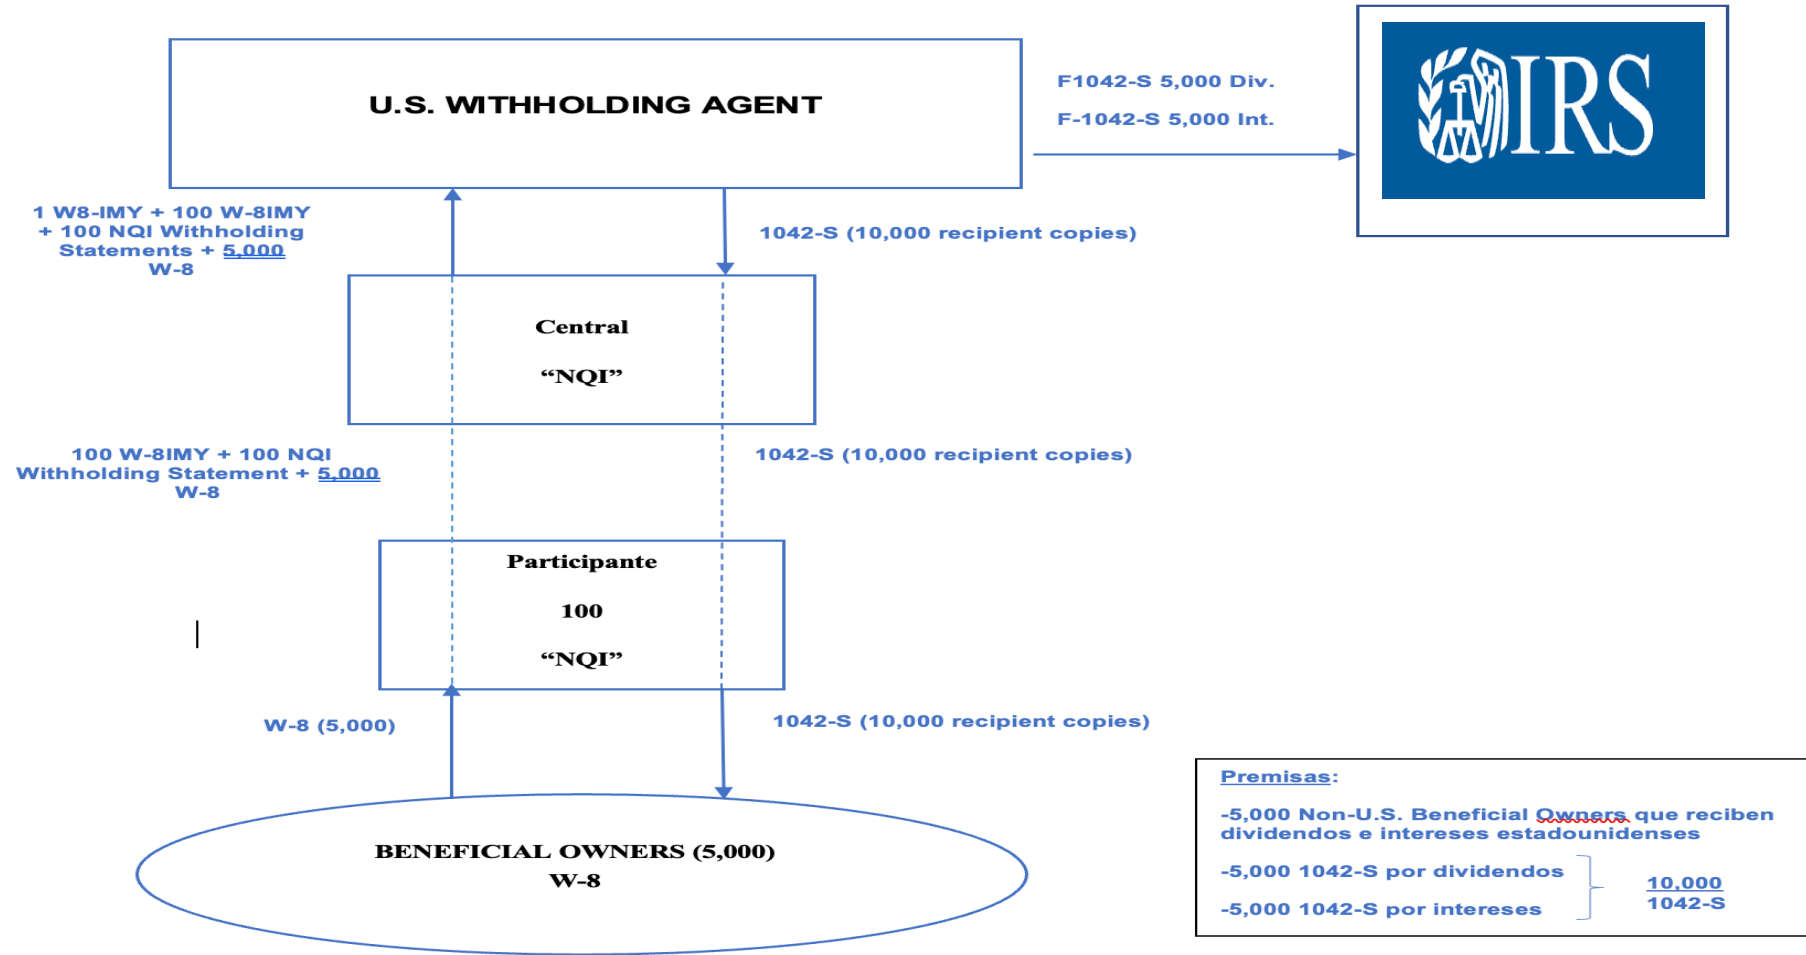 U.S. WITHHOLDING AGENT
F1042-S 5,000 Div.
F-1042-S 5,000 Int.
IRS
1 W8-IMY + 100 W-8IMY
+ 100 NQI Withholding
Statements + 5,000
W-8
1042-S (10,000 recipient copies)
Central
“NQI”
100 W-8IMY + 100 NQI
Withholding Statement + 5,000
W-8
1042-S (10,000 recipient copies)
Participante
100
“NQI”
W-8 (5,000)
1042-S (10,000 recipient copies)
BENEFICIAL OWNERS (5,000)
W-8
Premisas:
-5,000 Non-U.S. Beneficial Owners que reciben
dividendos e intereses estadounidenses
-5,000 1042-S por dividendos
-5,000 1042-S por intereses
10,000
1042-S